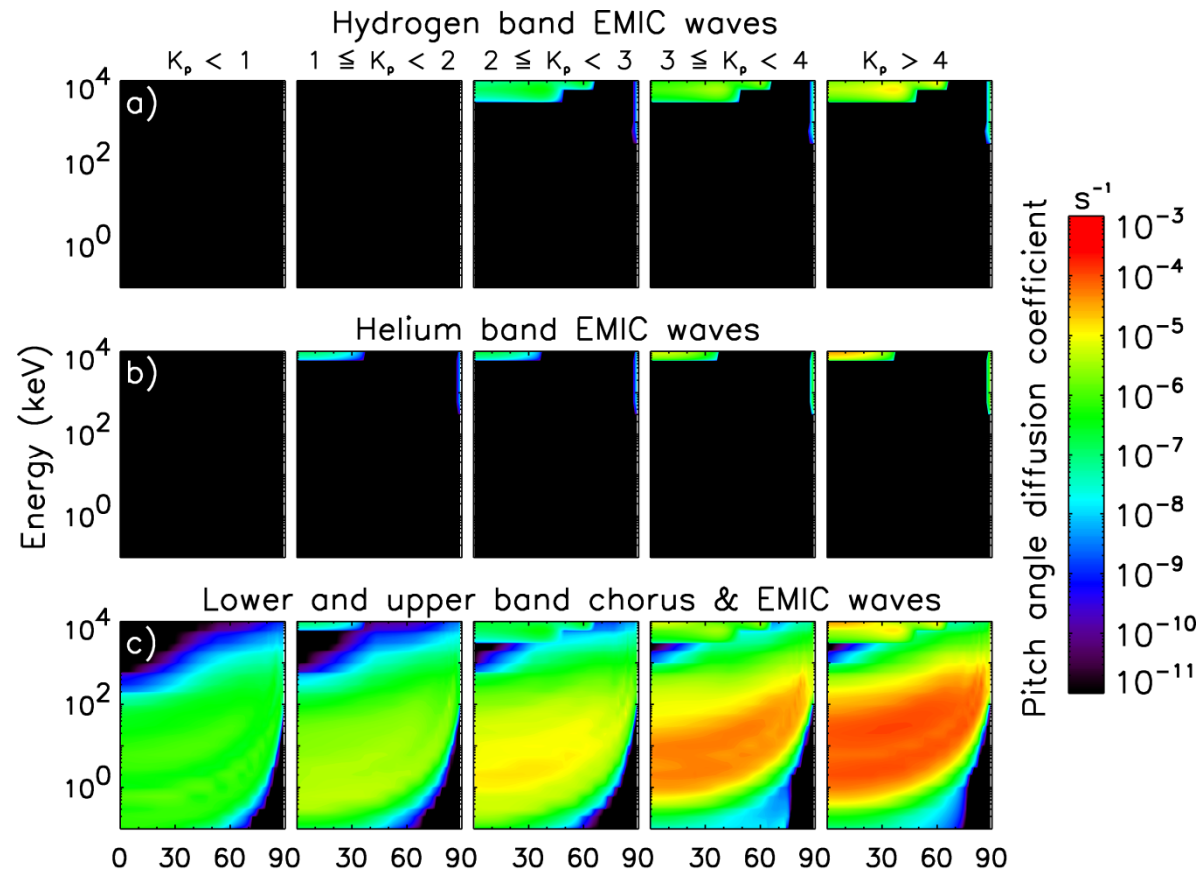 Hydrogen band EMIC waves
Kp < 1 1 ≦ Kp < 2 2 ≦ Kp < 3 3 ≦ Kp < 4 Kp > 4
a)
10^4
10^2
10^0
Helium band EMIC waves
b)
10^4
10^2
10^0
Energy (keV)
Lower and upper band chorus & EMIC waves
c)
10^4
10^2
10^0
0 30 60 30 60 30 60 30 60 30 60 90
Pitch angle diffusion coefficient
s^-1
10^-3
10^-4
10^-5
10^-6
10^-7
10^-8
10^-9
10^-10
10^-11